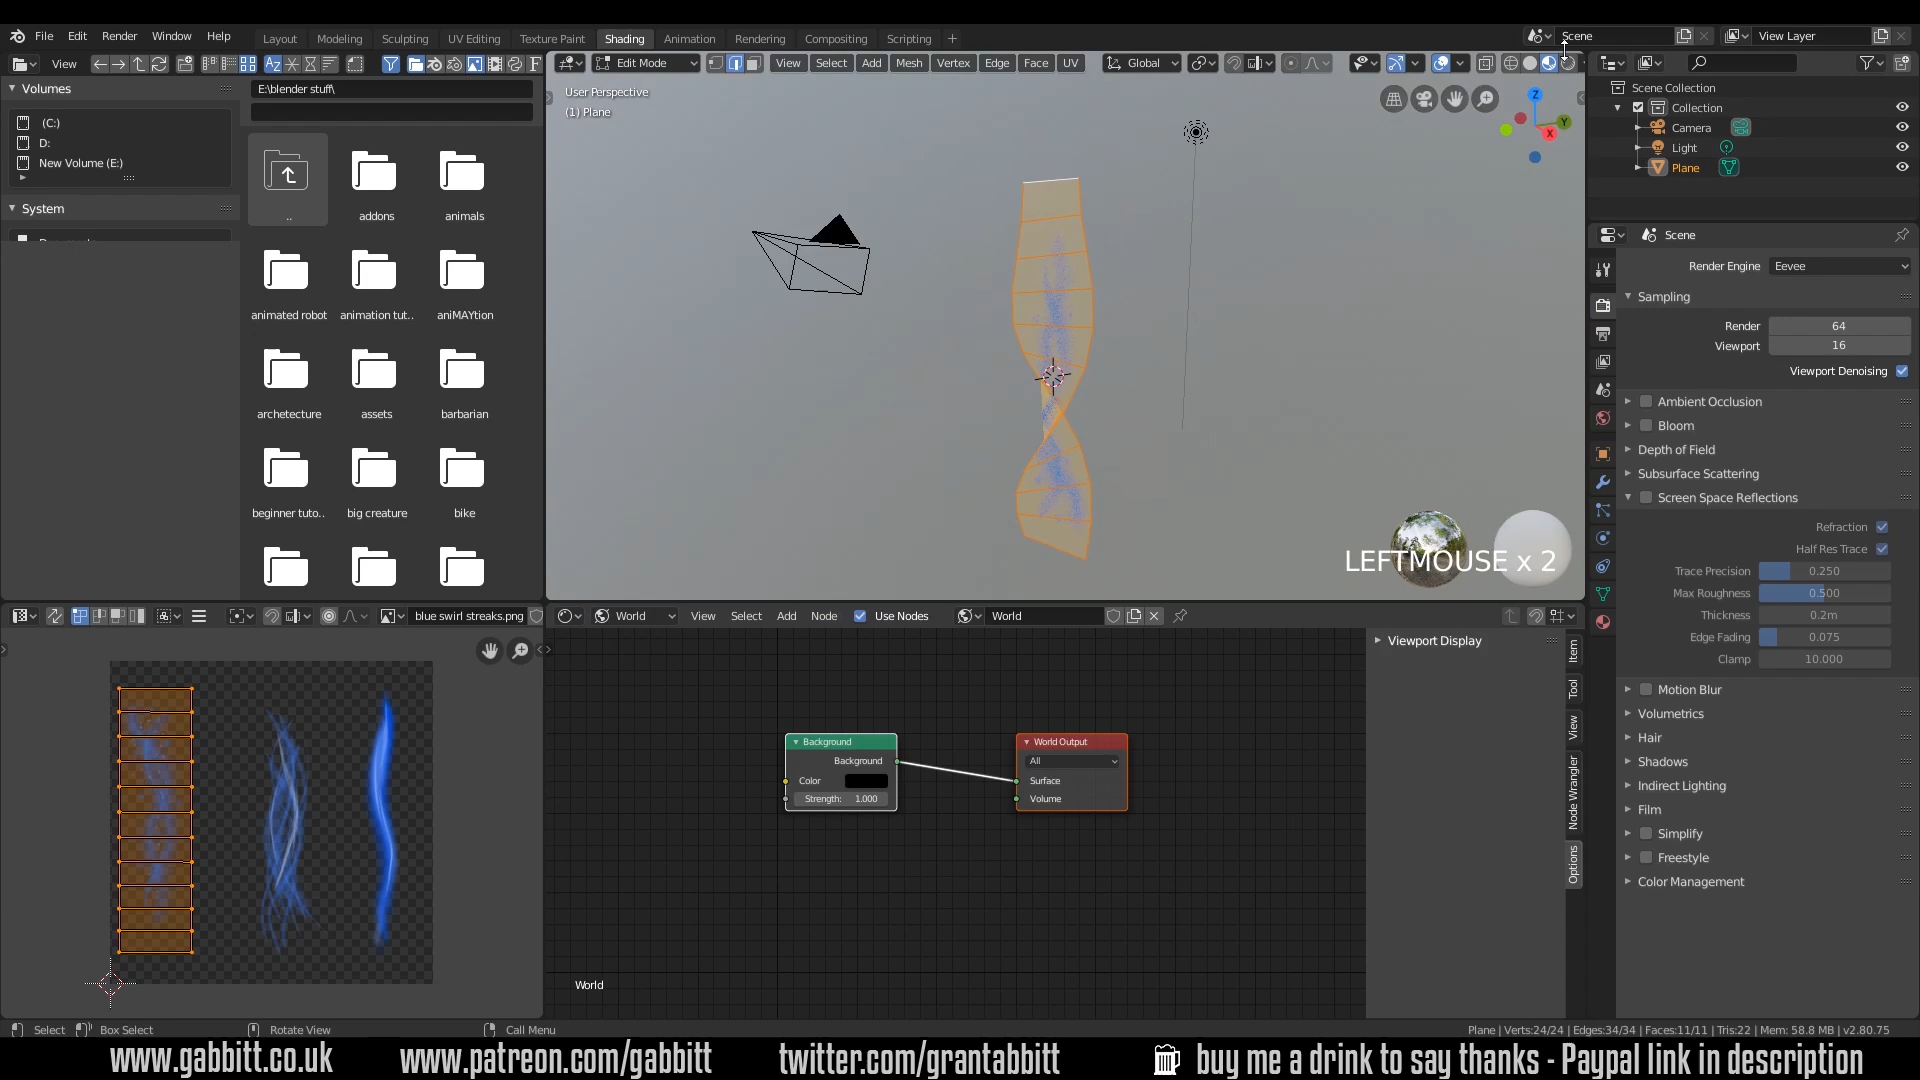 File Edit Render Window Help
Layout Modeling Sculpting UV Editing Texture Paint Shading Animation Rendering Compositing Scripting +
Scene
View Layer
View
Edit Mode
View Select Add Mesh Vertex Edge Face UV
Global
Volumes
(C:)
D:
New Volume (E:)
System
E:\blender stuff\
..
addons
animals
animated robot
animation tut..
aniMAYtion
archetecture
assets
barbarian
beginner tuto..
big creature
bike
User Perspective
(1) Plane
Z
Y
X
LEFTMOUSE x 2
Scene Collection
Collection
Camera
Light
Plane
Scene
Render Engine Eevee
Sampling
Render 64
Viewport 16
Viewport Denoising
Ambient Occlusion
Bloom
Depth of Field
Subsurface Scattering
Screen Space Reflections
Refraction
Half Res Trace
Trace Precision 0.250
Max Roughness 0.500
Thickness 0.2m
Edge Fading 0.075
Clamp 10.000
Motion Blur
Volumetrics
Hair
Shadows
Indirect Lighting
Film
Simplify
Freestyle
Color Management
blue swirl streaks.png
World
View Select Add Node Use Nodes
World
Viewport Display
Item
Tool
View
Node Wrangler
Options
Background
Background
Color
Strength: 1.000
World Output
All
Surface
Volume
World
Select Box Select Rotate View Call Menu
Plane | Verts:24/24 | Edges:34/34 | Faces:11/11 | Tris:22 | Mem: 58.8 MB | v2.80.75
www.gabbitt.co.uk www.patreon.com/gabbitt twitter.com/grantabbitt buy me a drink to say thanks - Paypal link in description